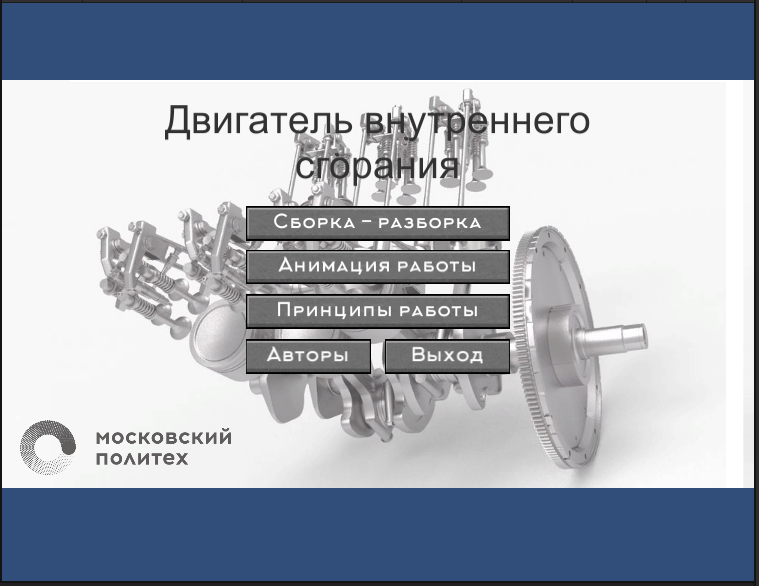 Двигатель внутреннего
сгорания
Сборка – разборка
Анимация работы
Принципы работы
Авторы Выход
московский
политех